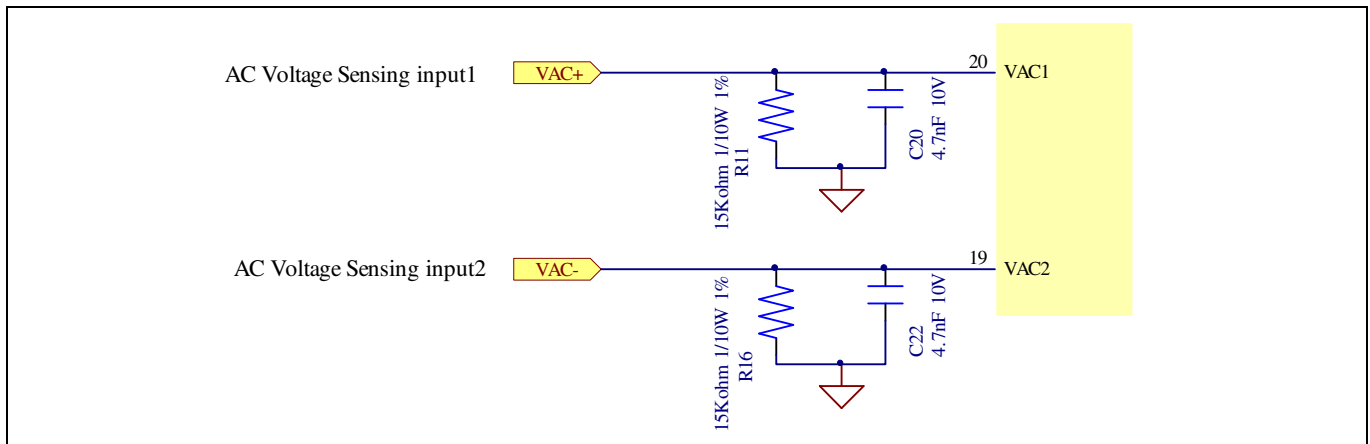 AC Voltage Sensing input1
VAC+
15Kohm 1/10W 1%
R11
C20
4.7nF 10V
20
VAC1
AC Voltage Sensing input2
VAC-
15Kohm 1/10W 1%
R16
C22
4.7nF 10V
19
VAC2